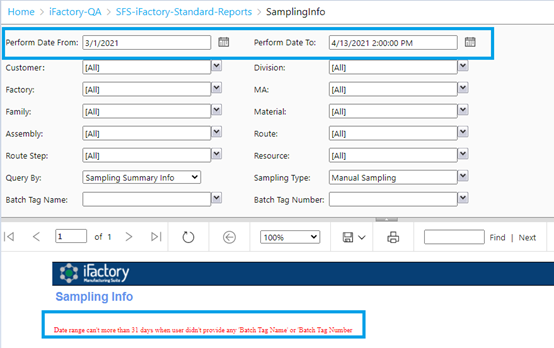 Home > iFactory-QA > SFS-iFactory-Standard-Reports > SamplingInfo
Perform Date From: 3/1/2021 Perform Date To: 4/13/2021 2:00:00 PM
Customer: [All] Division: [All]
Factory: [All] MA: [All]
Family: [All] Material: [All]
Assembly: [All] Route: [All]
Route Step: [All] Resource: [All]
Query By: Sampling Summary Info Sampling Type: Manual Sampling
Batch Tag Name: Batch Tag Number:
1 of 1 100% Find | Next
iFactory
Manufacturing Suite
Sampling Info
Date range can't more than 31 days when user didn't provide any 'Batch Tag Name' or 'Batch Tag Number